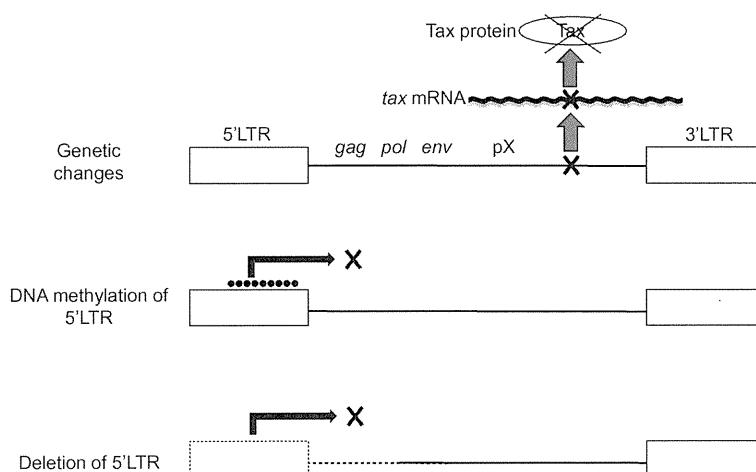 Tax protein Tax
tax mRNA
5'LTR
3'LTR
gag pol env pX
Genetic
changes
DNA methylation of
5'LTR
Deletion of 5'LTR